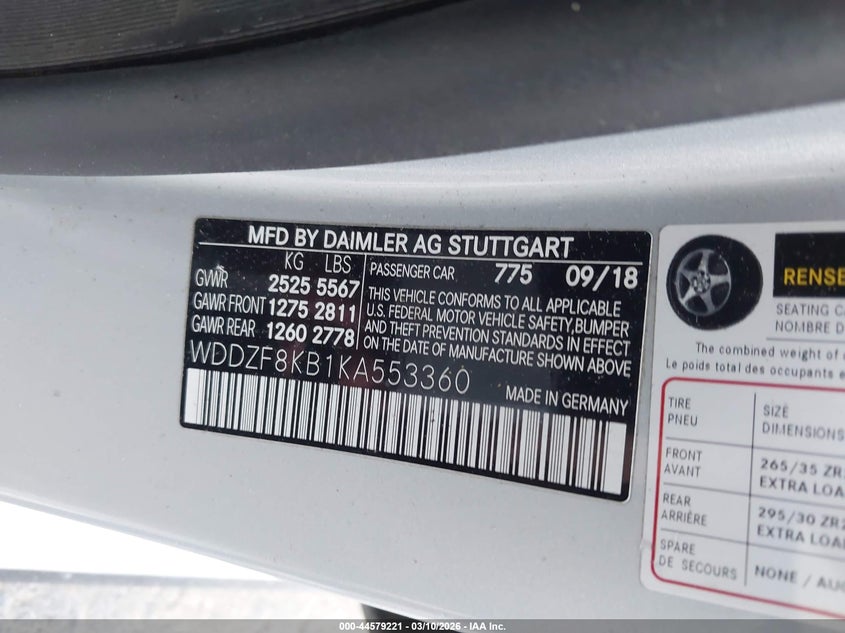 MFD BY DAIMLER AG STUTTGART
KG LBS
GVWR 2525 5567
GAWR FRONT 1275 2811
GAWR REAR 1260 2778
PASSENGER CAR 775 09/18
THIS VEHICLE CONFORMS TO ALL APPLICABLE
U.S. FEDERAL MOTOR VEHICLE SAFETY, BUMPER
AND THEFT PREVENTION STANDARDS IN EFFECT
ON THE DATE OF MANUFACTURE SHOWN ABOVE
WDDZF8KB1KA553360
MADE IN GERMANY
RENSE
SEATING CA
NOMBRE D
The combined weight of
Le poids total des occupants
TIRE
PNEU
SIZE
DIMENSIONS
FRONT
AVANT
265/35 ZR
EXTRA LOA
REAR
ARRIÈRE
295/30 ZR2
EXTRA LOA
SPARE
DE SECOURS
NONE / AU
000-44579221 - 03/10/2026 - IAA Inc.